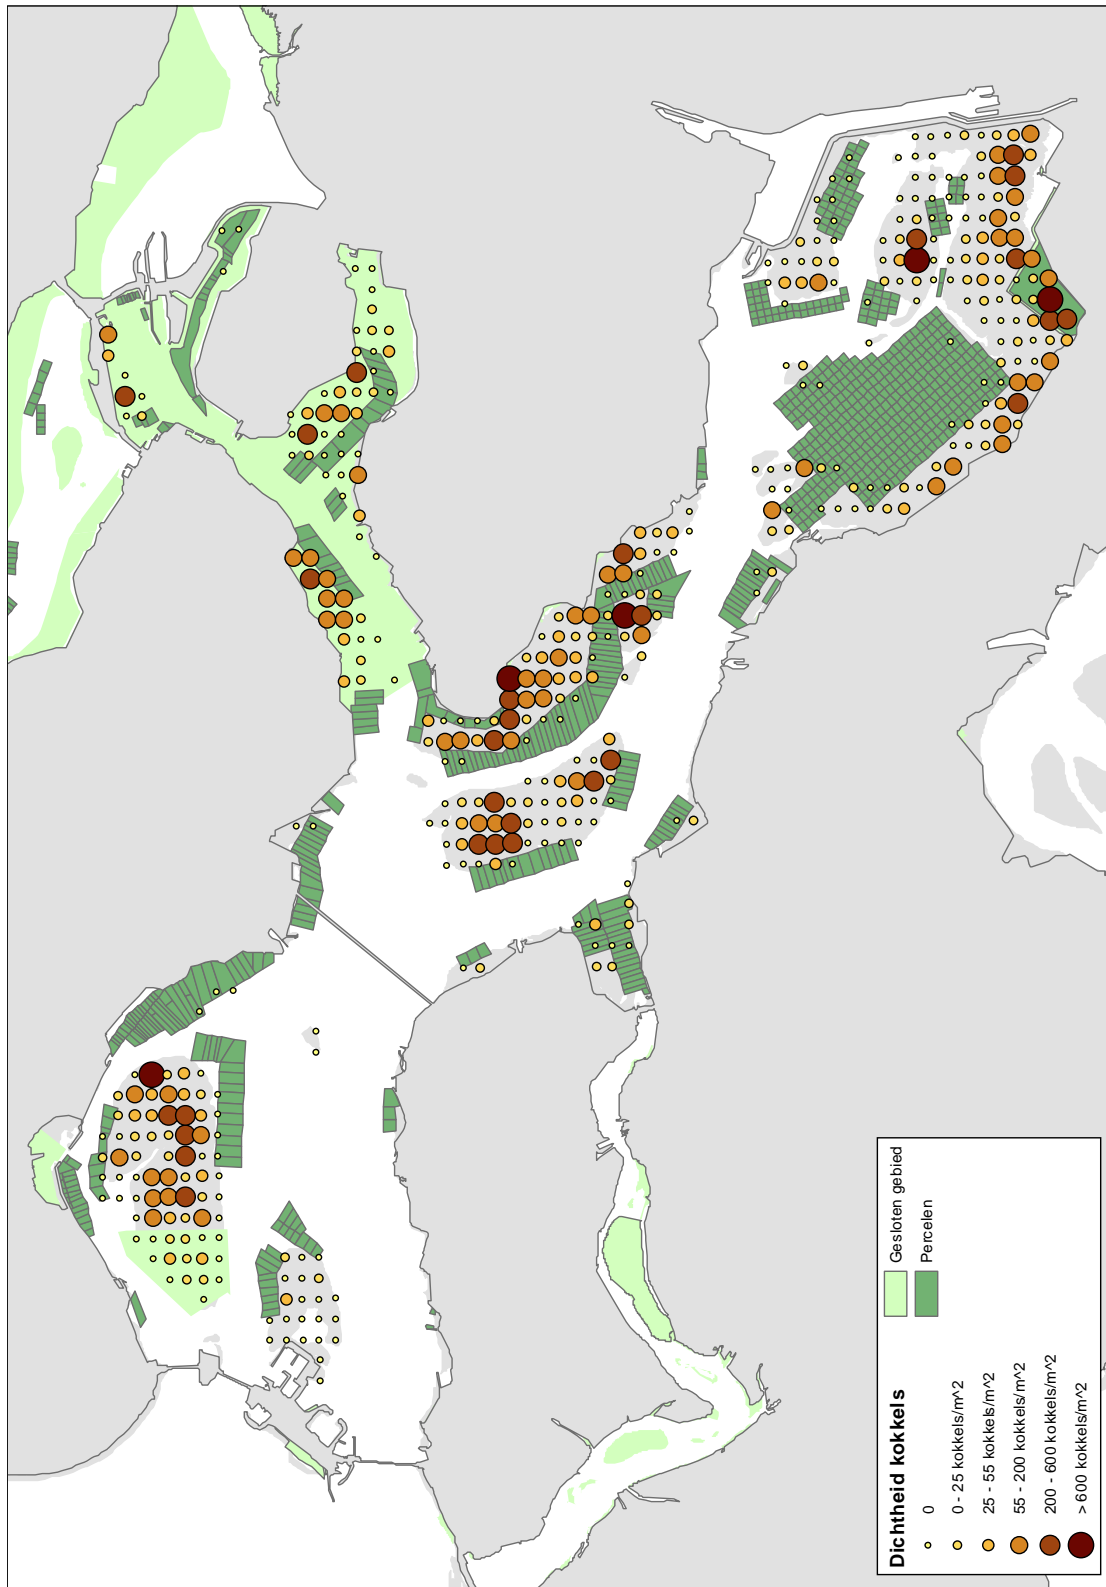 Dichtheid kokkels
0
0 - 25 kokkels/m^2
25 - 55 kokkels/m^2
55 - 200 kokkels/m^2
200 - 600 kokkels/m^2
> 600 kokkels/m^2
Gesloten gebied
Percelen